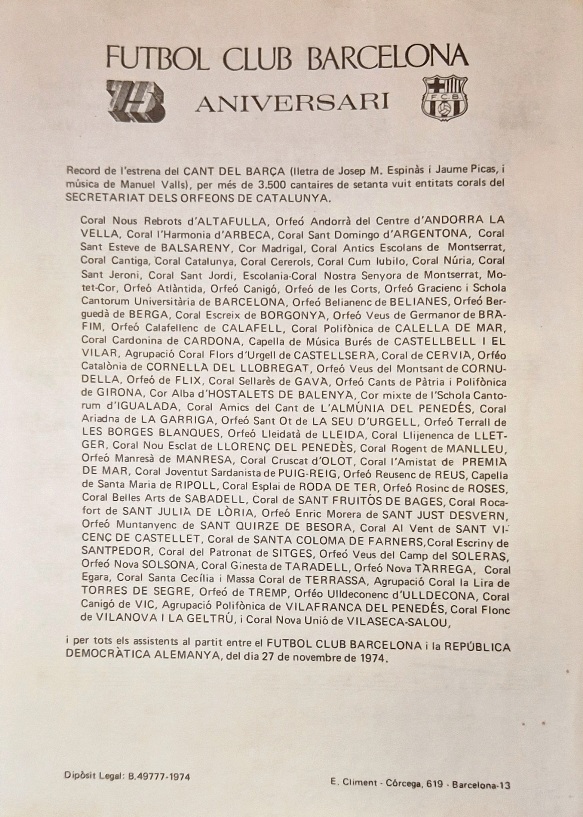 FUTBOL CLUB BARCELONA
75 ANIVERSARI
F C B
Record de l'estrena del CANT DEL BARÇA (lletra de Josep M. Espinàs i Jaume Picas, i
música de Manuel Valls), per més de 3.500 cantaires de setanta vuit entitats corals del
SECRETARIAT DELS ORFEONS DE CATALUNYA.
Coral Nous Rebrots d'ALTAFULLA, Orfeó Andorrà del Centre d'ANDORRA LA
VELLA, Coral l'Harmonia d'ARBECA, Coral Sant Domingo d'ARGENTONA, Coral
Sant Esteve de BALSARENY, Cor Madrigal, Coral Antics Escolans de Montserrat,
Coral Cantiga, Coral Catalunya, Coral Cererols, Coral Cum Iubilo, Coral Núria, Coral
Sant Jeroni, Coral Sant Jordi, Escolania-Coral Nostra Senyora de Montserrat, Mo-
tet-Cor, Orfeó Atlàntida, Orfeó Canigó, Orfeó de les Corts, Orfeó Gracienc i Schola
Cantorum Universitària de BARCELONA, Orfeó Belianenc de BELIANES, Orfeó Ber-
guedà de BERGA, Coral Escreix de BORGONYA, Orfeó Veus de Germanor de BRA-
FIM, Orfeó Calafellenc de CALAFELL, Coral Polifònica de CALELLA DE MAR,
Coral Cardonina de CARDONA, Capella de Música Burés de CASTELLBELL I EL
VILAR, Agrupació Coral Flors d'Urgell de CASTELLSERA, Coral de CERVIA, Orféo
Catalònia de CORNELLA DEL LLOBREGAT, Orfeó Veus del Montsant de CORNU-
DELLA, Orfeó de FLIX, Coral Sellarès de GAVA, Orfeó Cants de Pàtria i Polifònica
de GIRONA, Cor Alba d'HOSTALETS DE BALENYA, Cor mixte de l'Schola Canto-
rum d'IGUALADA, Coral Amics del Cant de L'ALMÚNIA DEL PENEDÉS, Coral
Ariadna de LA GARRIGA, Orfeó Sant Ot de LA SEU D'URGELL, Orfeó Terrall de
LES BORGES BLANQUES, Orfeó Lleidatà de LLEIDA, Coral Llijenenca de LLET-
GER, Coral Nou Esclat de LLORENÇ DEL PENEDÈS, Coral Rogent de MANLLEU,
Orfeó Manresà de MANRESA, Coral Cruscat d'OLOT, Coral l'Amistat de PREMIA
DE MAR, Coral Joventut Sardanista de PUIG-REIG, Orfeó Reusenc de REUS, Capella
de Santa Maria de RIPOLL, Coral Esplai de RODA DE TER, Orfeó Rosinc de ROSES,
Coral Belles Arts de SABADELL, Coral de SANT FRUITÓS DE BAGES, Coral Roca-
fort de SANT JULIA DE LÒRIA, Orfeó Enric Morera de SANT JUST DESVERN,
Orfeó Muntanyenc de SANT QUIRZE DE BESORA, Coral Al Vent de SANT VI-
CENÇ DE CASTELLET, Coral de SANTA COLOMA DE FARNERS,Coral Escriny de
SANTPEDOR, Coral del Patronat de SITGES, Orfeó Veus del Camp del SOLERAS,
Orfeó Nova SOLSONA, Coral Ginesta de TARADELL, Orfeó Nova TÀRREGA, Coral
Egara, Coral Santa Cecília i Massa Coral de TERRASSA, Agrupació Coral la Lira de
TORRES DE SEGRE, Orfeó de TREMP, Orféo Ulldeconenc d'ULLDECONA, Coral
Canigó de VIC, Agrupació Polifònica de VILAFRANCA DEL PENEDÉS, Coral Flonc
de VILANOVA I LA GELTRÚ, i Coral Nova Unió de VILASECA-SALOU,
i per tots els assistents al partit entre el FUTBOL CLUB BARCELONA i la REPÚBLICA
DEMOCRÀTICA ALEMANYA, del dia 27 de novembre de 1974.
Dipòsit Legal: B.49777-1974
E. Climent - Còrcega, 619 - Barcelona-13